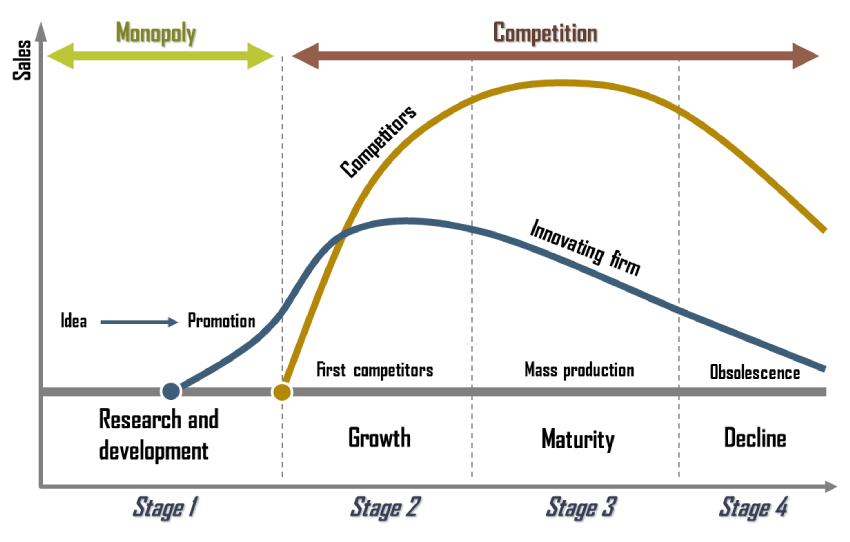 Monopoly
Competition
Sales
Competitors
Innovating firm
Idea
Promotion
First competitors
Mass production
Obsolescence
Research and
development
Growth
Maturity
Decline
Stage 1
Stage 2
Stage 3
Stage 4